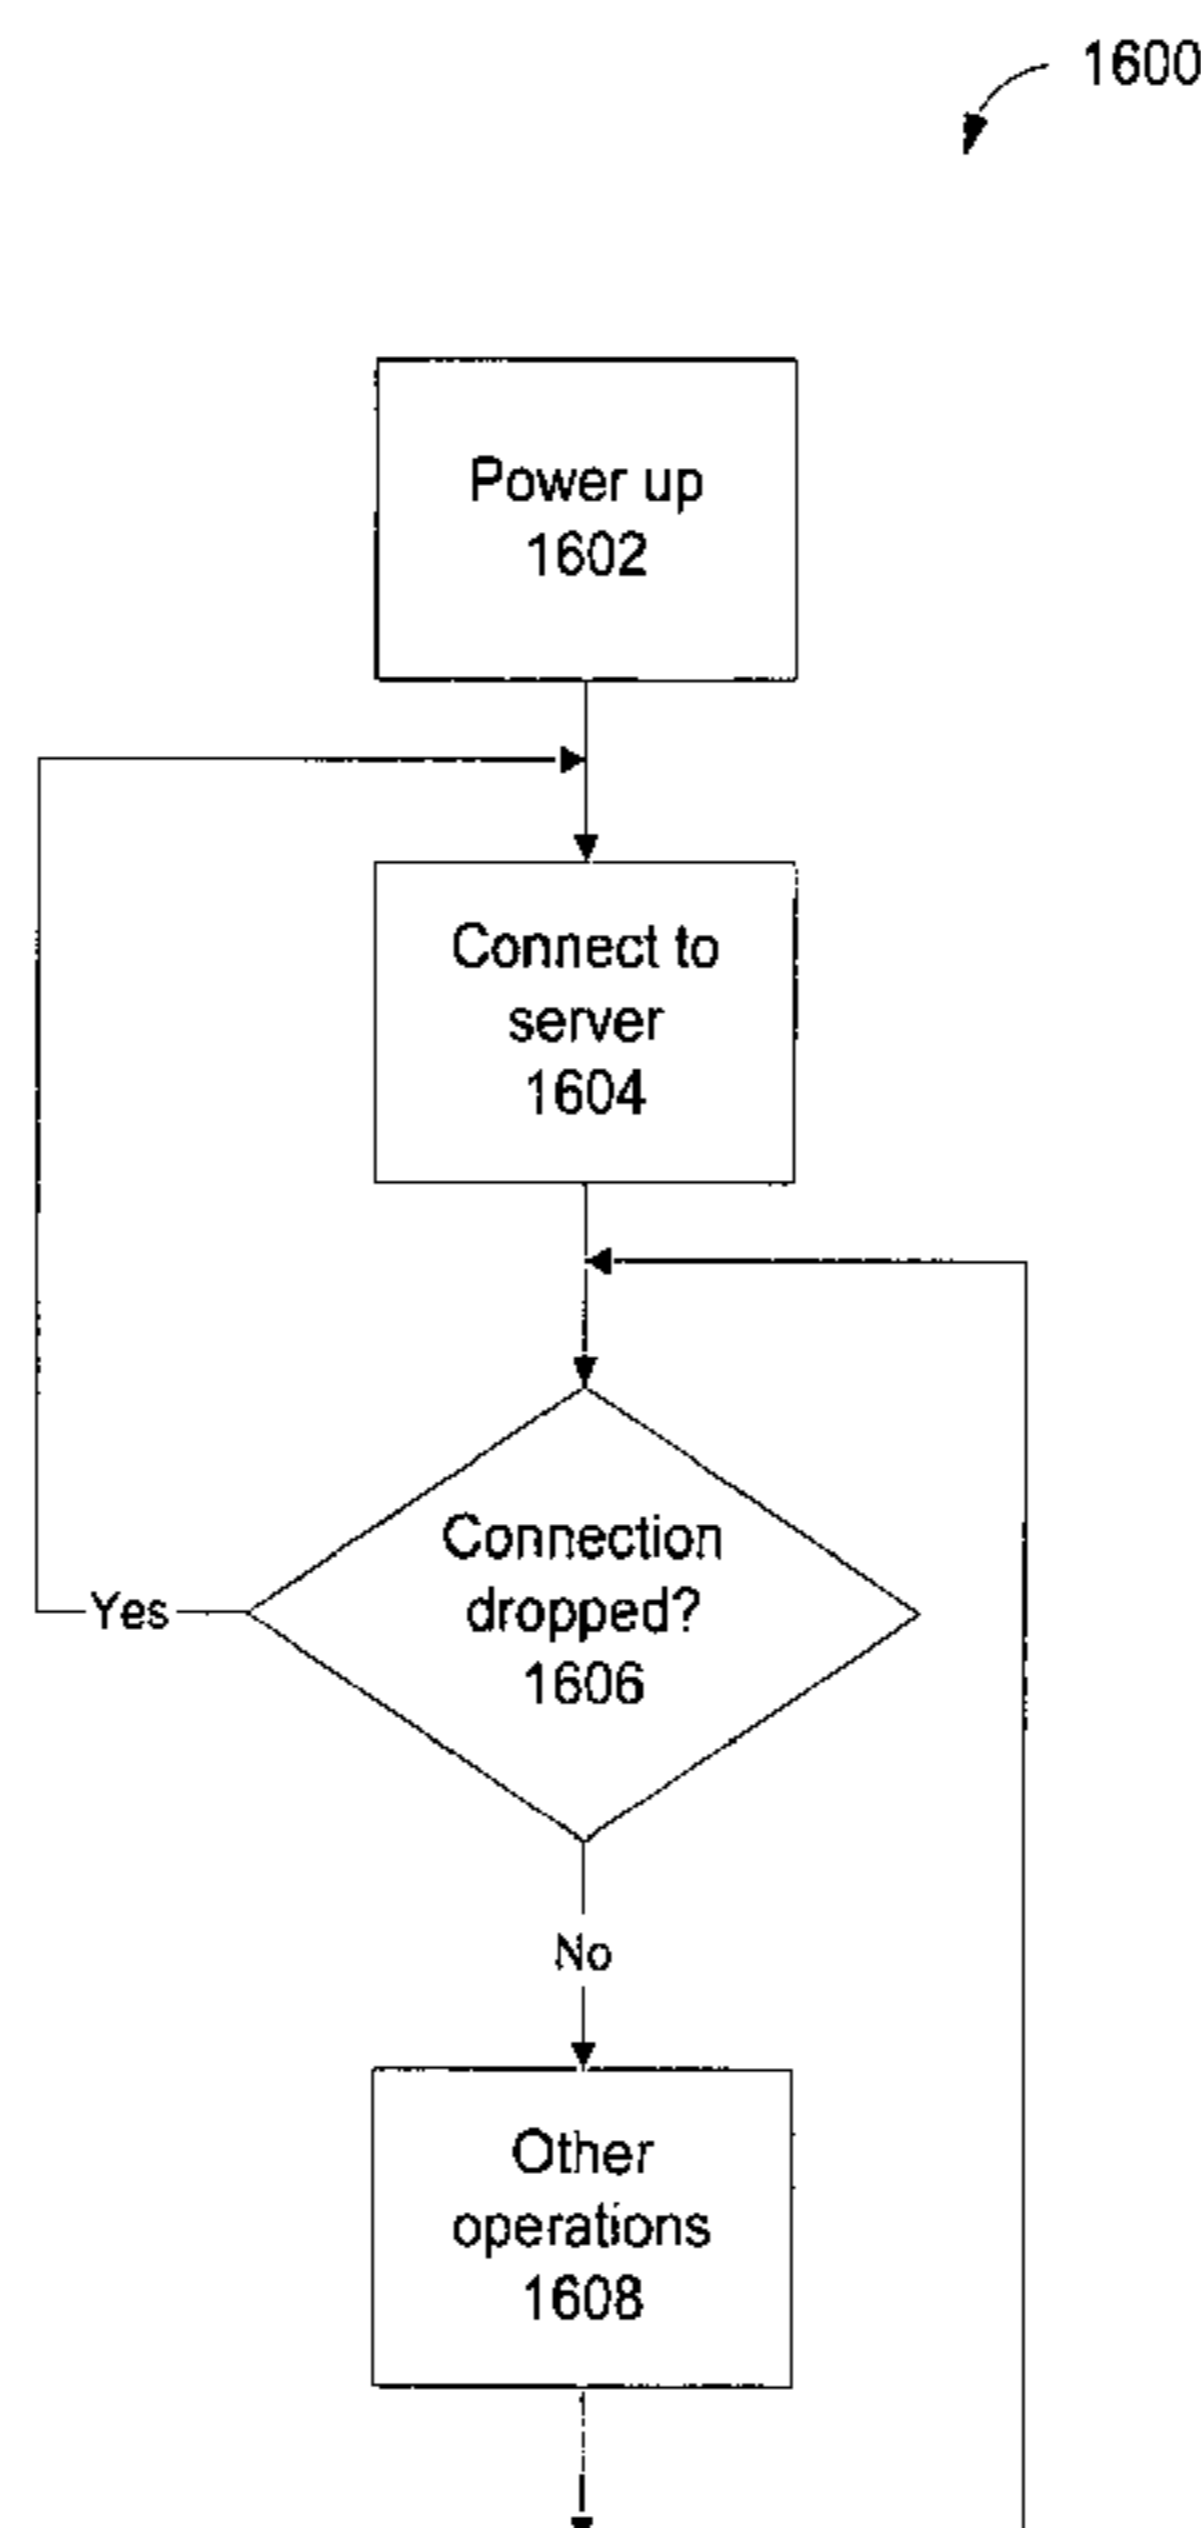 1600
Power up
1602
Connect to
server
1604
Connection
dropped?
1606
Yes
No
Other
operations
1608